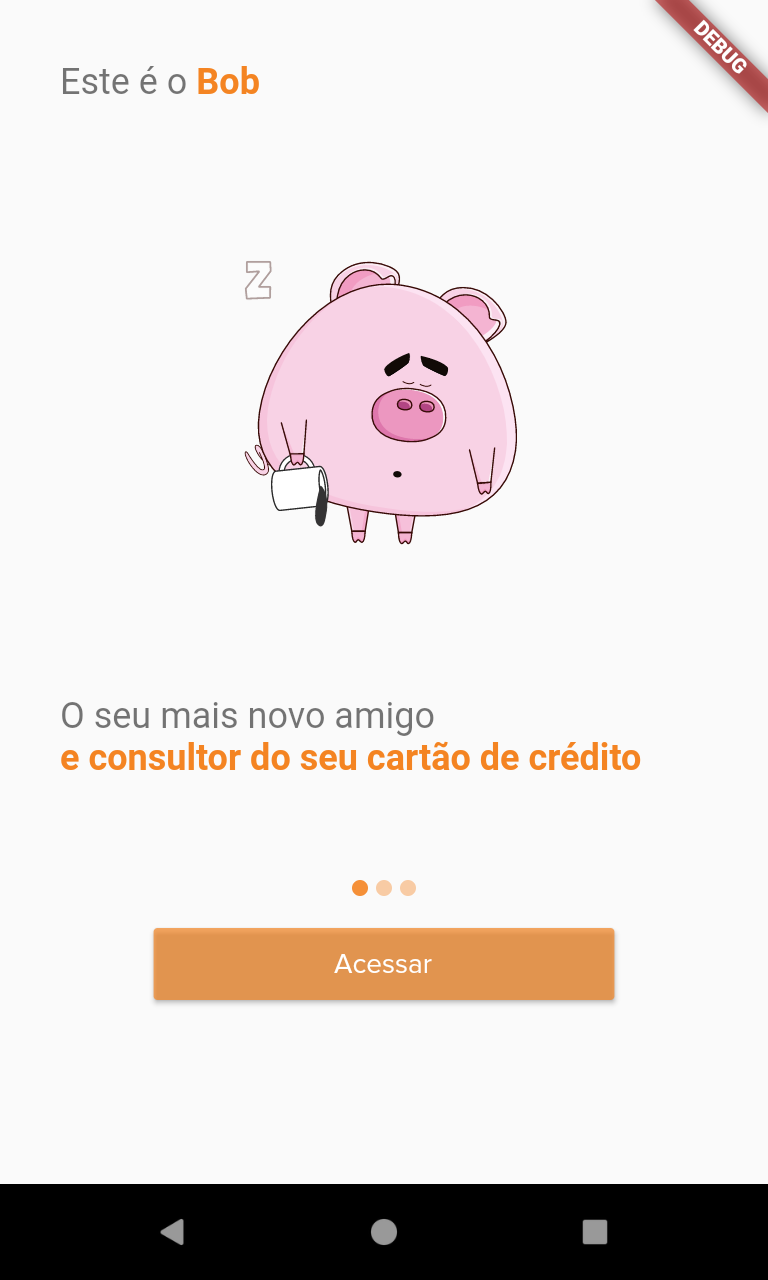 DEBUG
Este é o Bob
Z
O seu mais novo amigo
e consultor do seu cartão de crédito
Acessar